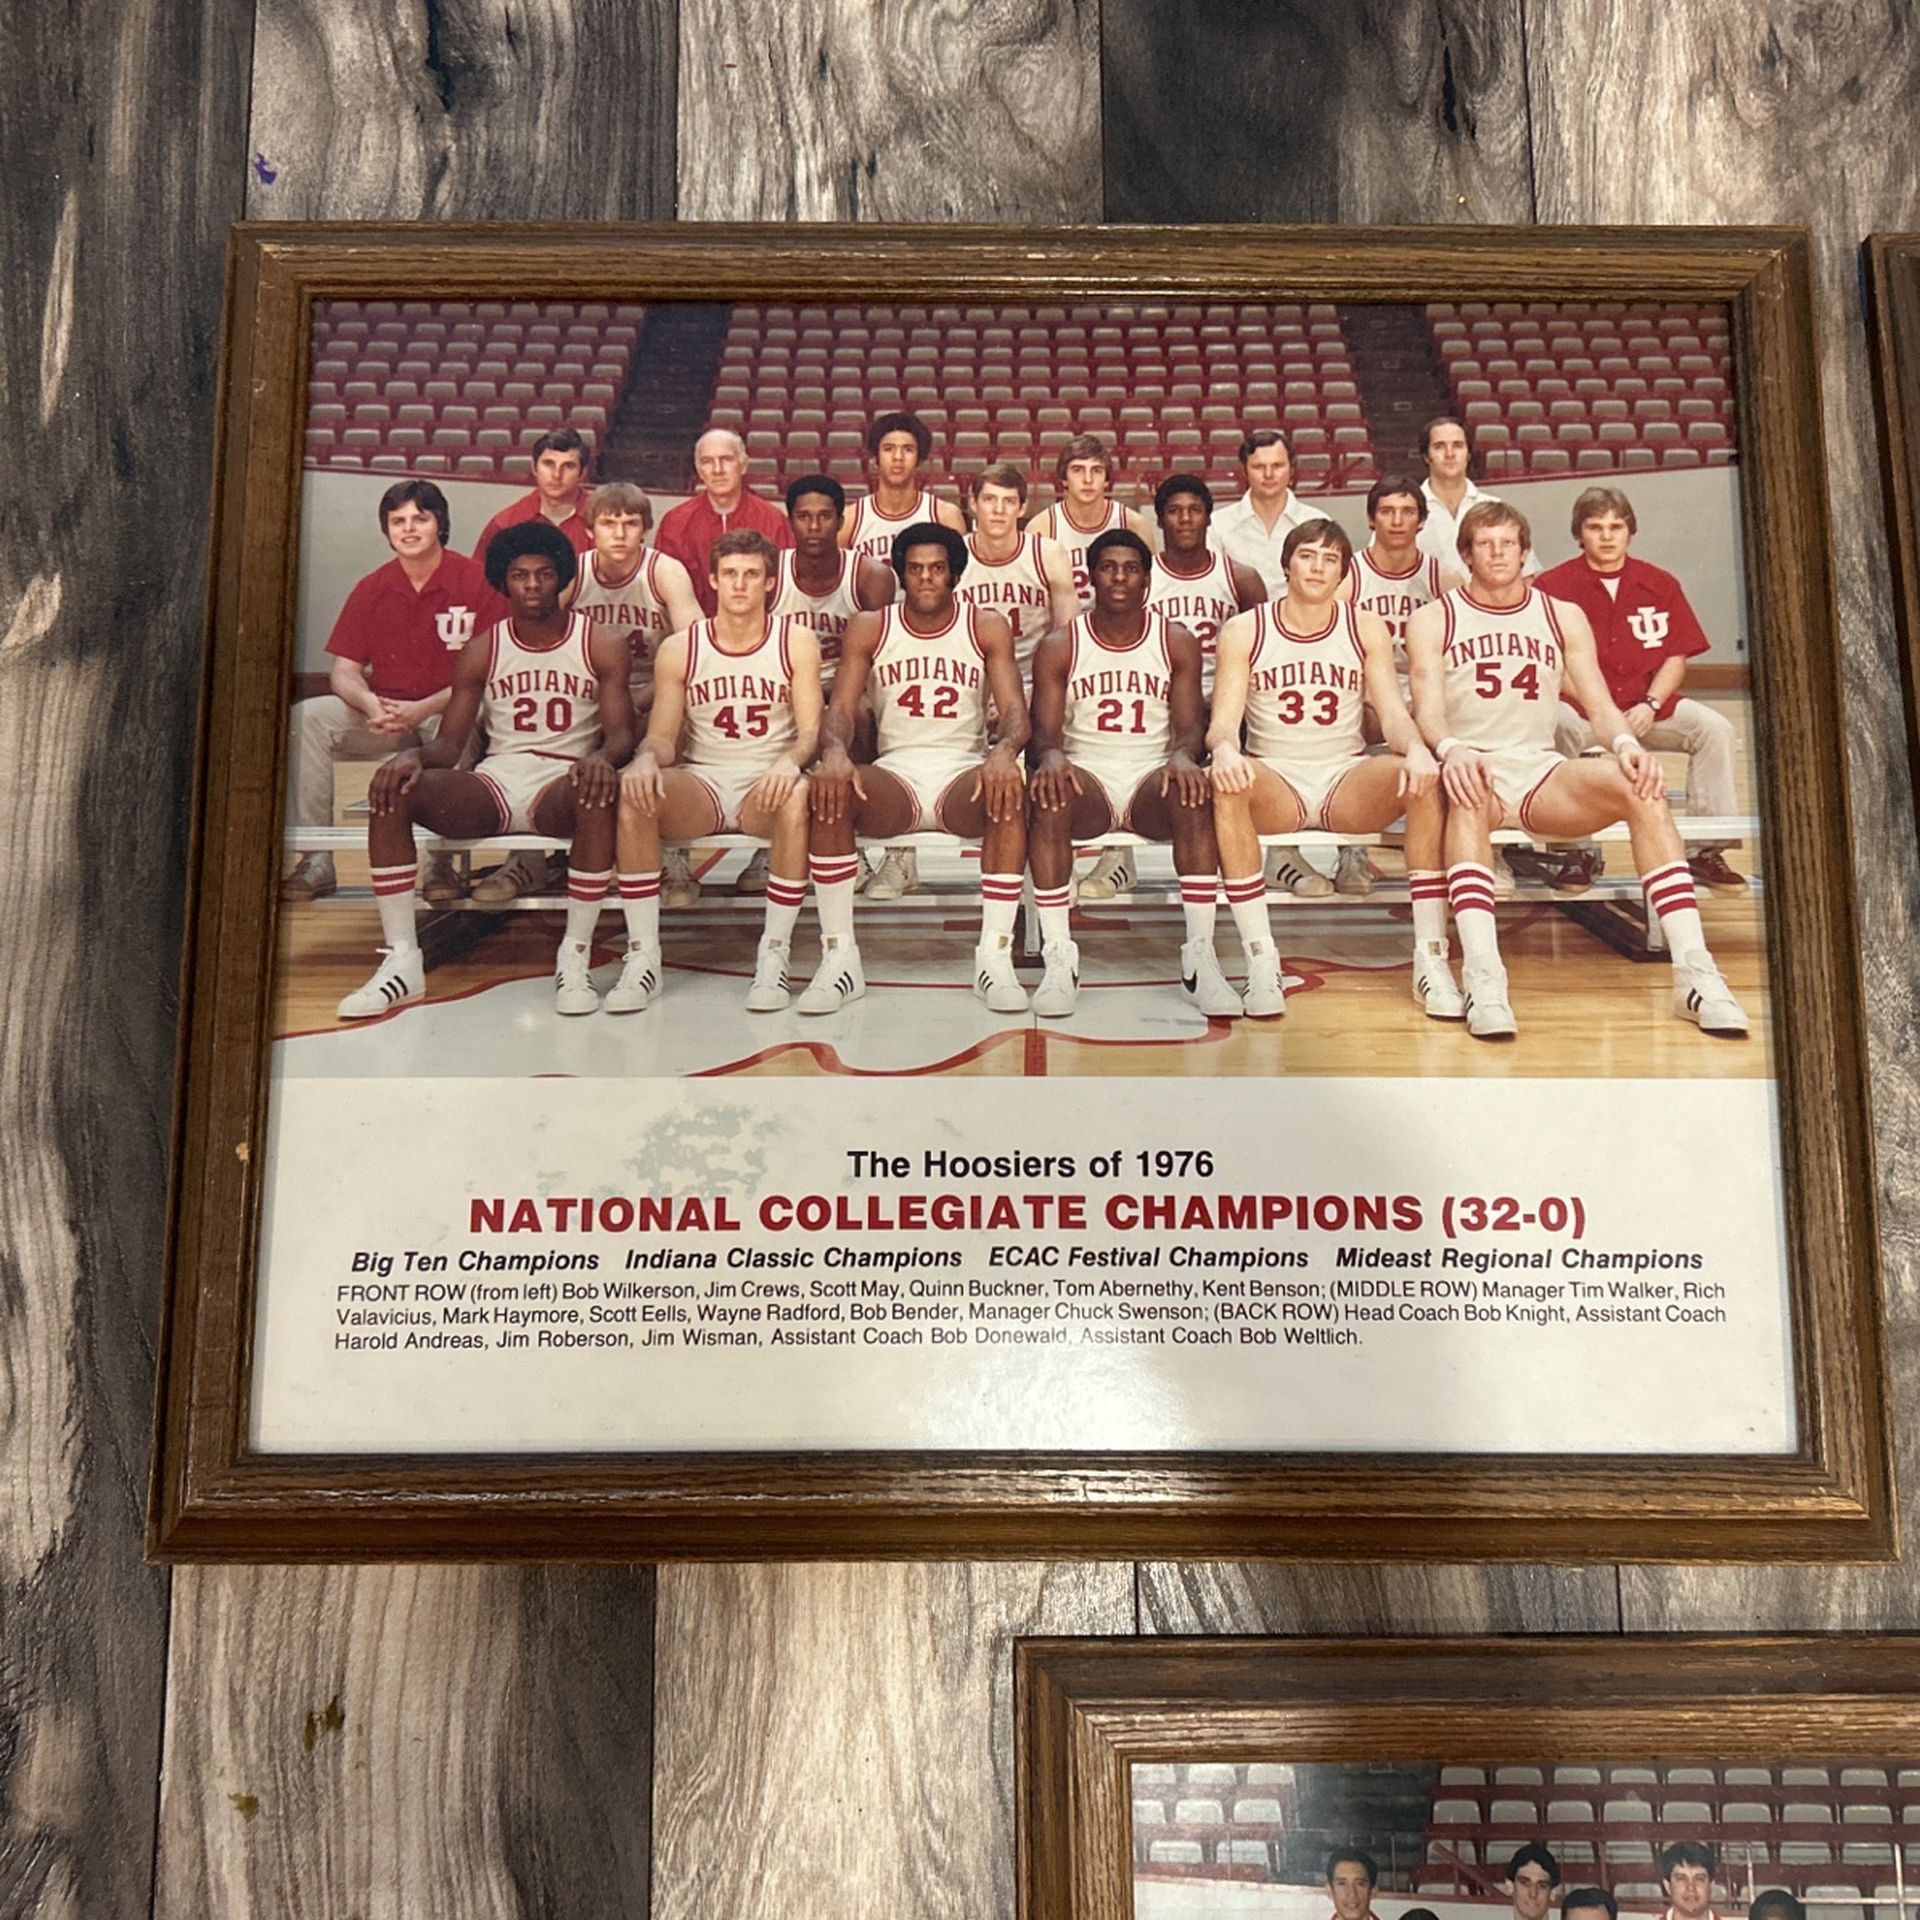 INDIANA
INDIANA
INDIANA
INDIANA
INDIANA
INDIANA
20
45
42
21
33
54
The Hoosiers of 1976
NATIONAL COLLEGIATE CHAMPIONS (32-0)
Big Ten Champions Indiana Classic Champions ECAC Festival Champions Mideast Regional Champions
FRONT ROW (from left) Bob Wilkerson, Jim Crews, Scott May, Quinn Buckner, Tom Abernethy, Kent Benson; (MIDDLE ROW) Manager Tim Walker, Rich
Valavicius, Mark Haymore, Scott Eells, Wayne Radford, Bob Bender, Manager Chuck Swenson; (BACK ROW) Head Coach Bob Knight, Assistant Coach
Harold Andreas, Jim Roberson, Jim Wisman, Assistant Coach Bob Donewald, Assistant Coach Bob Weltlich.